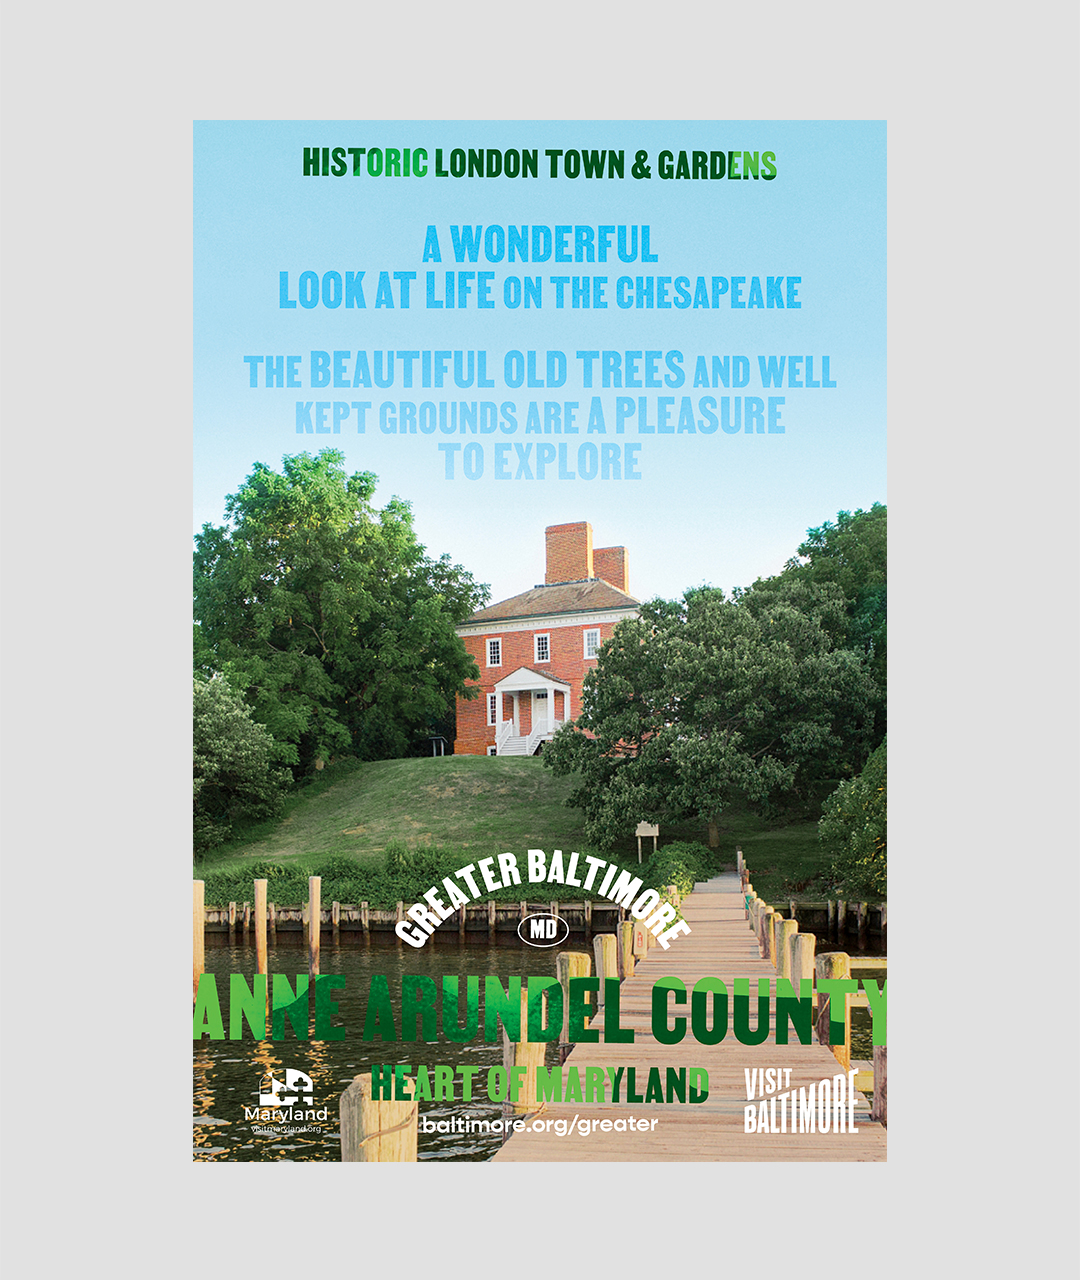 HISTORIC LONDON TOWN & GARDENS
A WONDERFUL
LOOK AT LIFE ON THE CHESAPEAKE
THE BEAUTIFUL OLD TREES AND WELL
KEPT GROUNDS ARE A PLEASURE
TO EXPLORE
GREATER BALTIMORE
MD
ANNE ARUNDEL COUNTY
HEART OF MARYLAND
baltimore.org/greater
Maryland
visitmaryland.org
VISIT
BALTIMORE